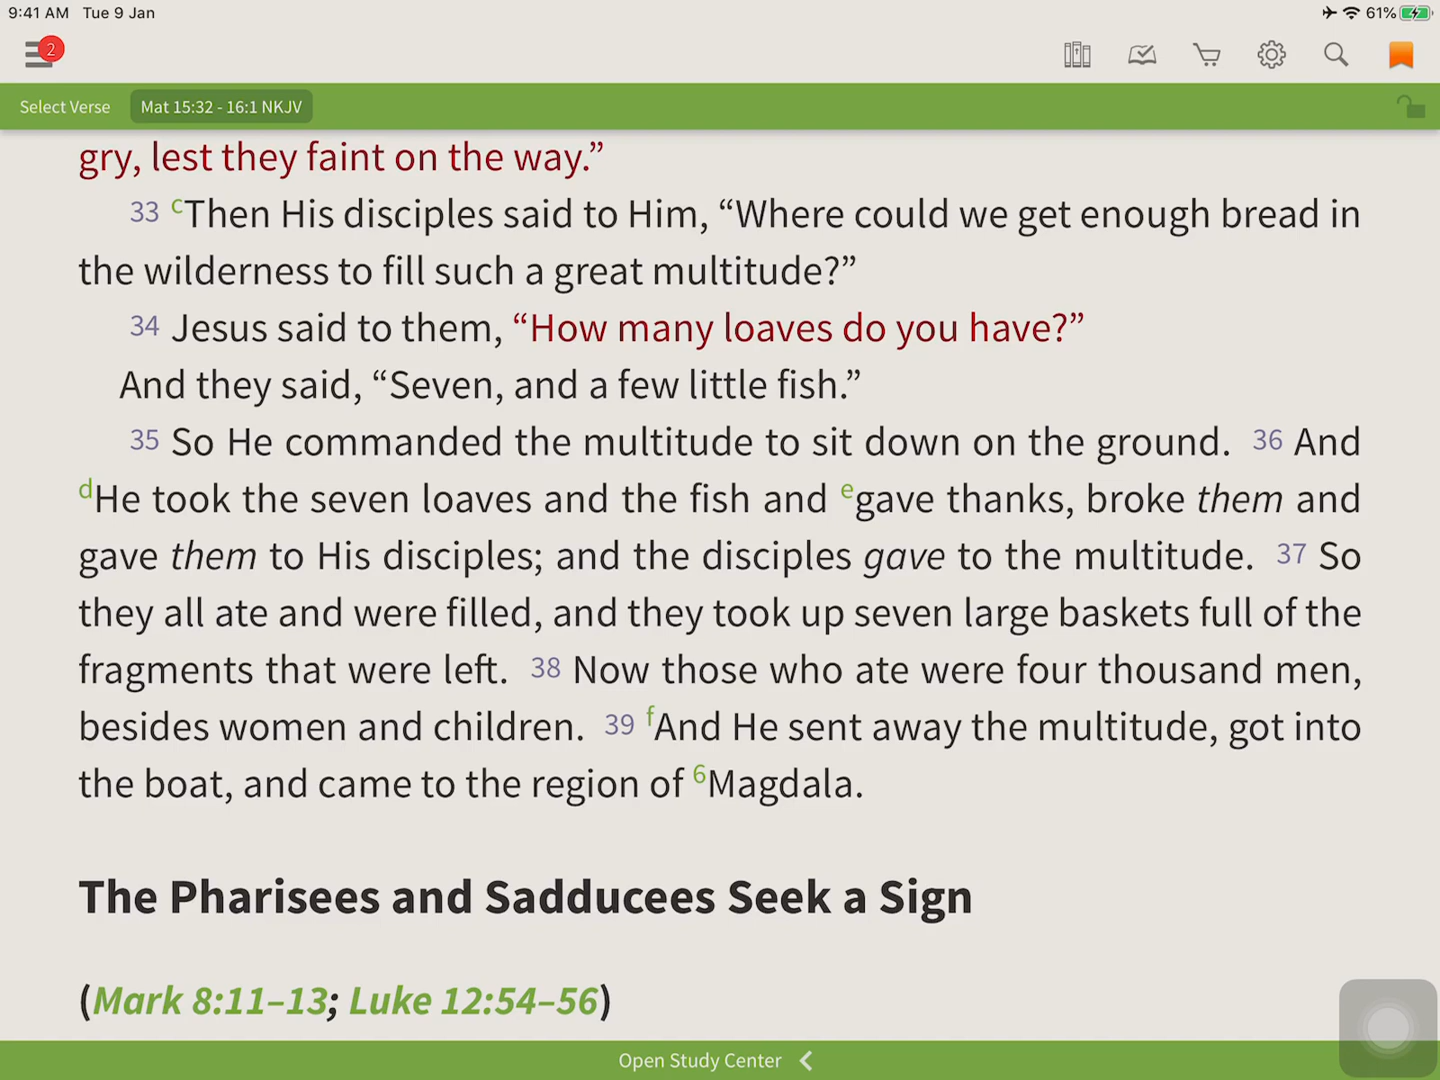 9:41 AM Tue 9 Jan
61%
2
Select Verse Mat 15:32 - 16:1 NKJV
gry, lest they faint on the way.”
33 cThen His disciples said to Him, “Where could we get enough bread in
the wilderness to fill such a great multitude?”
34 Jesus said to them, “How many loaves do you have?”
And they said, “Seven, and a few little fish.”
35 So He commanded the multitude to sit down on the ground. 36 And
dHe took the seven loaves and the fish and egave thanks, broke them and
gave them to His disciples; and the disciples gave to the multitude. 37 So
they all ate and were filled, and they took up seven large baskets full of the
fragments that were left. 38 Now those who ate were four thousand men,
besides women and children. 39 fAnd He sent away the multitude, got into
the boat, and came to the region of 6Magdala.
The Pharisees and Sadducees Seek a Sign
(Mark 8:11–13; Luke 12:54–56)
Open Study Center